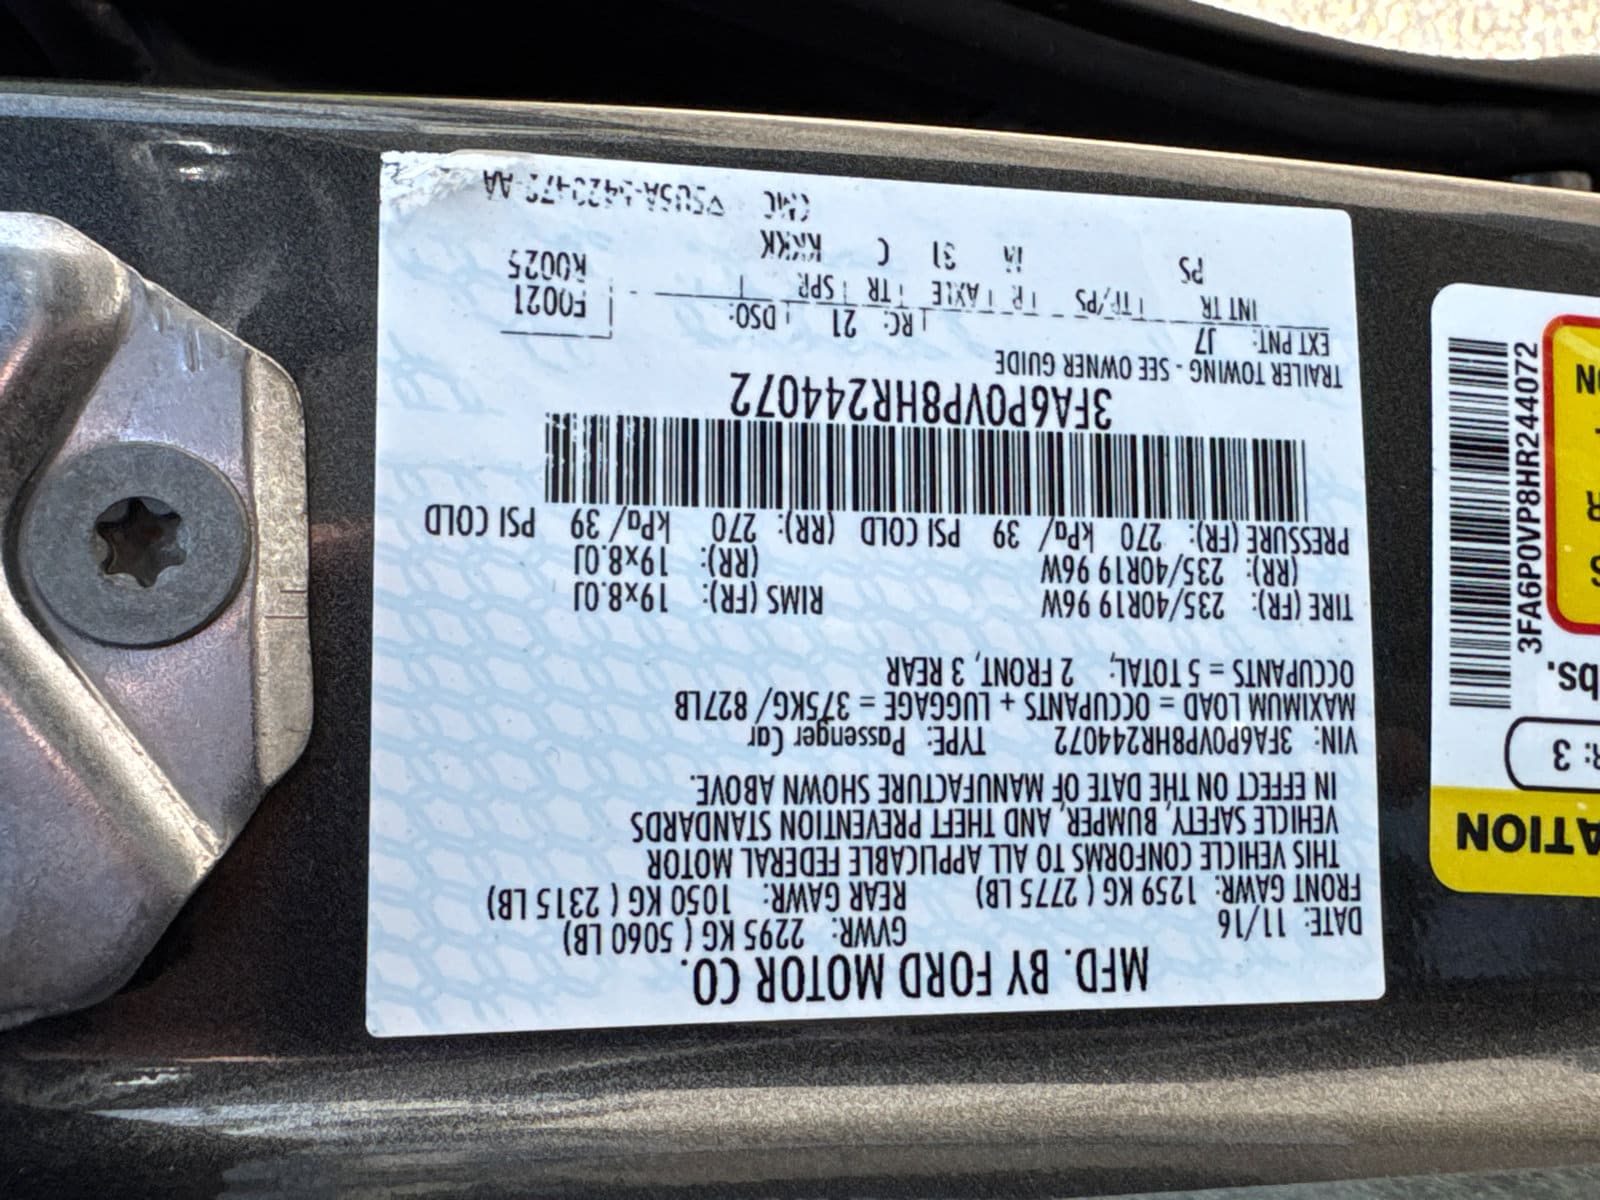 MFD. BY FORD MOTOR CO.
DATE: 11/16 GVWR: 2295 KG ( 5060 LB)
FRONT GAWR: 1259 KG ( 2775 LB) REAR GAWR: 1050 KG ( 2315 LB)
THIS VEHICLE CONFORMS TO ALL APPLICABLE FEDERAL MOTOR
VEHICLE SAFETY, BUMPER, AND THEFT PREVENTION STANDARDS
IN EFFECT ON THE DATE OF MANUFACTURE SHOWN ABOVE.
VIN: 3FA6P0VP8HR244072 TYPE: Passenger Car
MAXIMUM LOAD = OCCUPANTS + LUGGAGE = 375KG/ 827LB
OCCUPANTS = 5 TOTAL, 2 FRONT, 3 REAR
TIRE (FR): 235/40R19 96W RIMS (FR): 19x8.0J
(RR): 235/40R19 96W (RR): 19x8.0J
PRESSURE (FR): 270 kPa/ 39 PSI COLD (RR): 270 kPa/ 39 PSI COLD
3FA6P0VP8HR244072
TRAILER TOWING - SEE OWNER GUIDE
EXT PNT: J7 RC: 21 DSO: F0021
INT TR TP/PS R AXLE TR SPR R0025
PS 31 C KKKK
ATION
R: 3
bs.
3FA6P0VP8HR244072